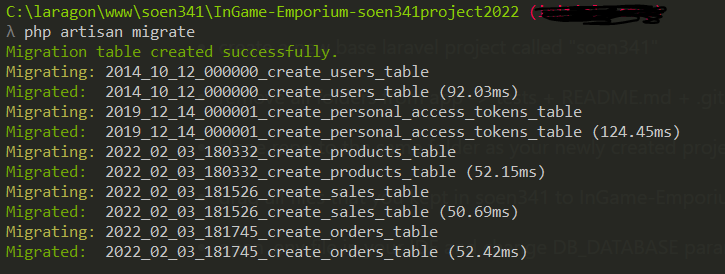 C:\laragon\www\soen341\InGame-Emporium-soen341project2022 (
λ php artisan migrate
Migration table created successfully.
Migrating: 2014_10_12_000000_create_users_table
Migrated:  2014_10_12_000000_create_users_table (92.03ms)
Migrating: 2019_12_14_000001_create_personal_access_tokens_table
Migrated:  2019_12_14_000001_create_personal_access_tokens_table (124.45ms)
Migrating: 2022_02_03_180332_create_products_table
Migrated:  2022_02_03_180332_create_products_table (52.15ms)
Migrating: 2022_02_03_181526_create_sales_table
Migrated:  2022_02_03_181526_create_sales_table (50.69ms)
Migrating: 2022_02_03_181745_create_orders_table
Migrated:  2022_02_03_181745_create_orders_table (52.42ms)